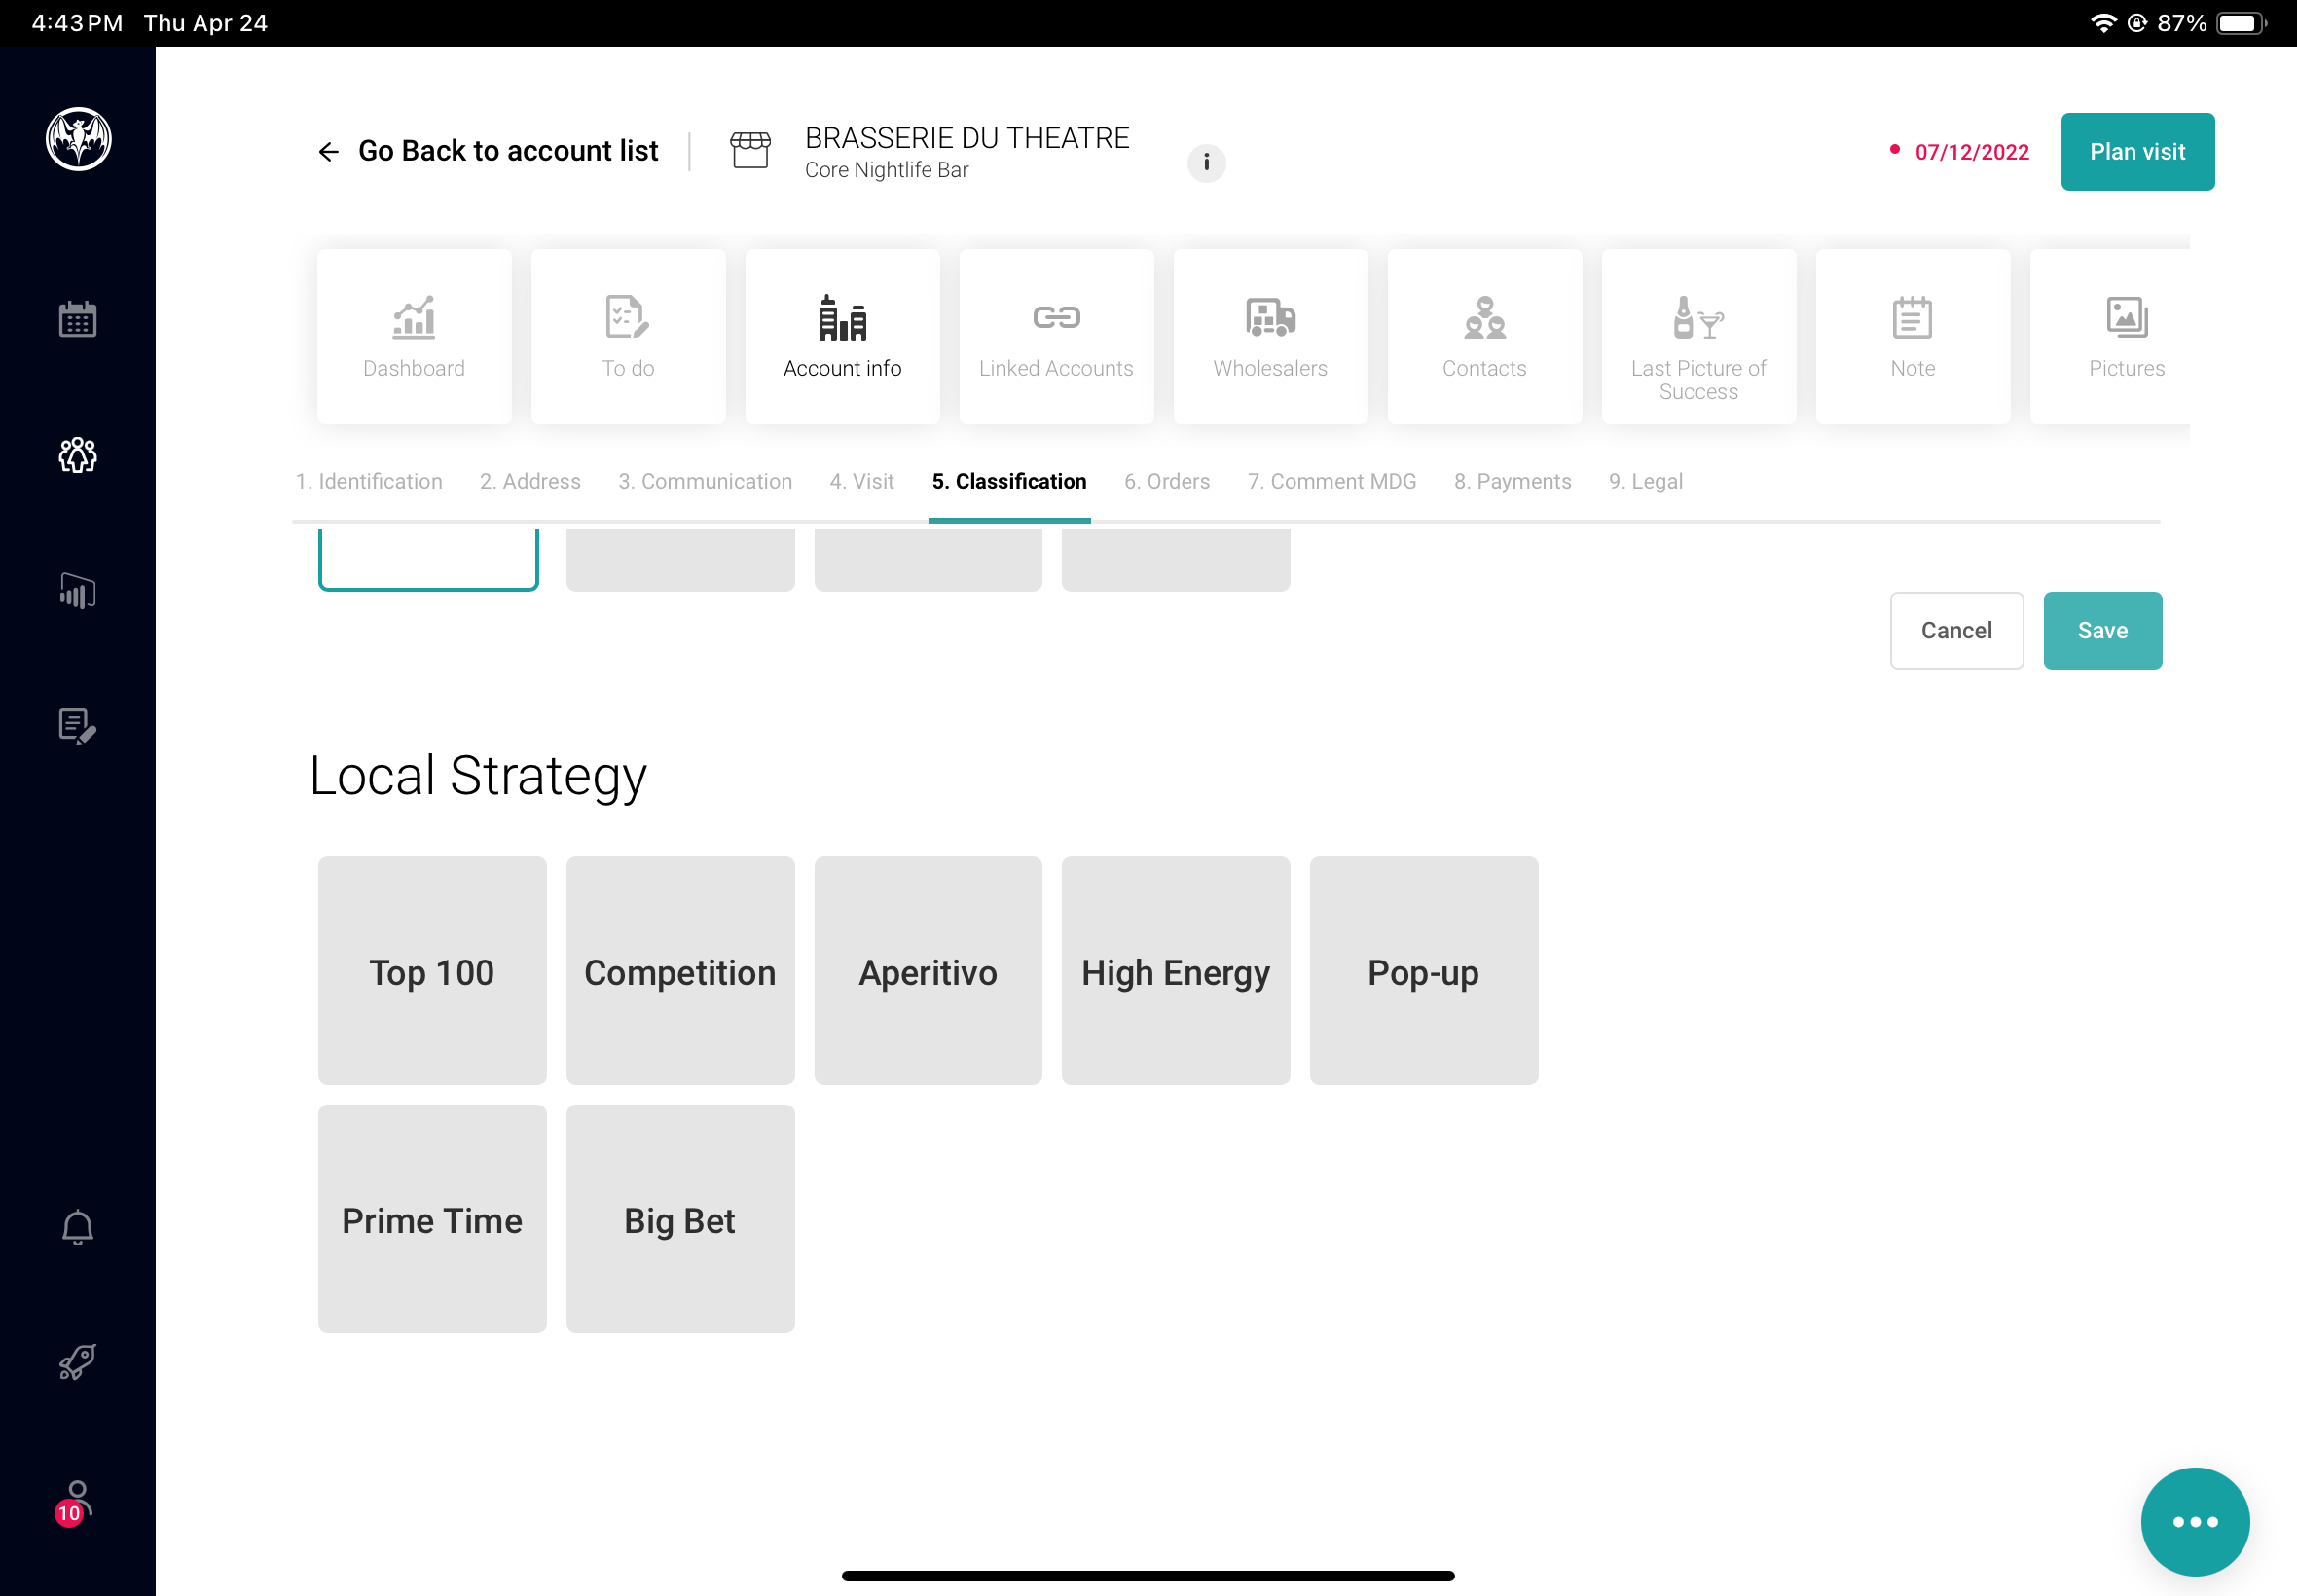 4:43 PM Thu Apr 24
87%
Go Back to account list
BRASSERIE DU THEATRE
Core Nightlife Bar
i
07/12/2022
Plan visit
Dashboard
To do
Account info
Linked Accounts
Wholesalers
Contacts
Last Picture of
Success
Note
Pictures
1. Identification
2. Address
3. Communication
4. Visit
5. Classification
6. Orders
7. Comment MDG
8. Payments
9. Legal
Cancel
Save
Local Strategy
Top 100
Competition
Aperitivo
High Energy
Pop-up
Prime Time
Big Bet
10